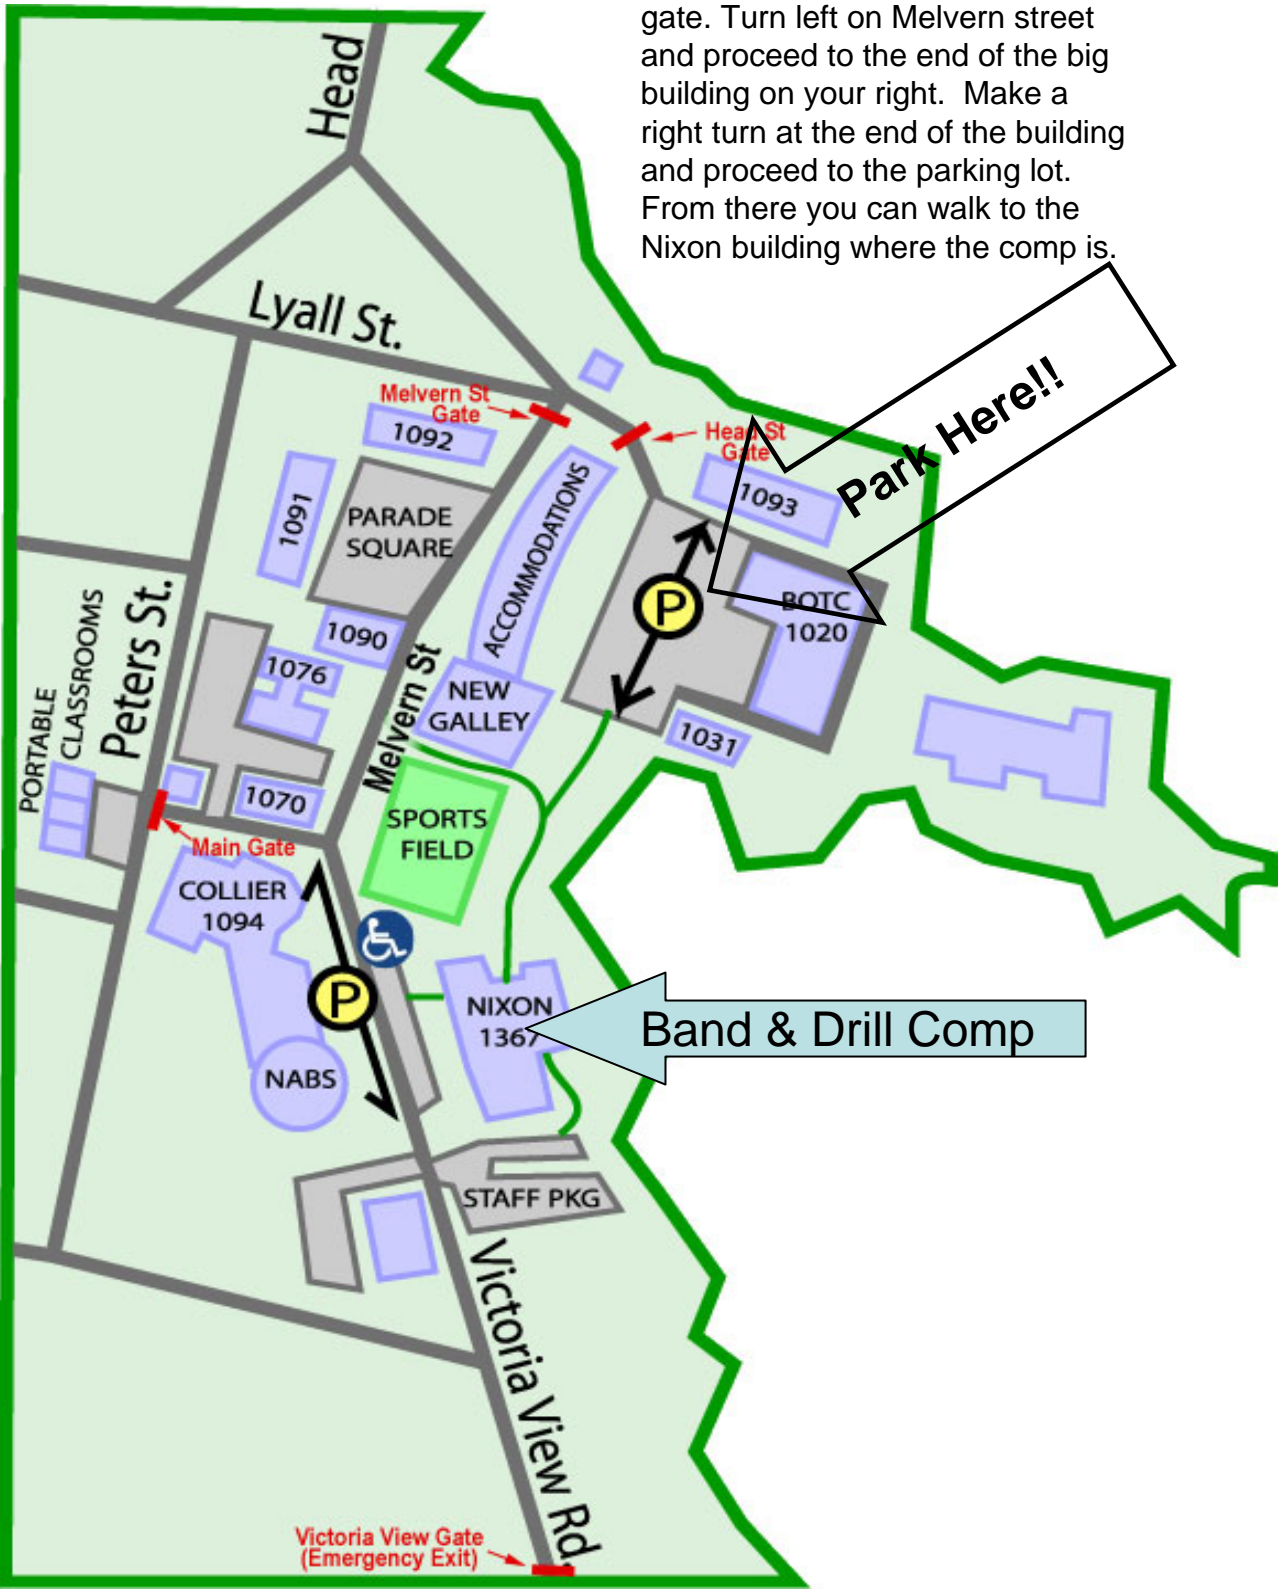 gate. Turn left on Melvern street
and proceed to the end of the big
building on your right. Make a
right turn at the end of the building
and proceed to the parking lot.
From there you can walk to the
Nixon building where the comp is.
Head
Lyall St.
Melvern St
Gate
Head St
Gate
Park Here!!
1092
1093
1091
PARADE
SQUARE
ACCOMMODATIONS
P
BOTC
1020
1090
1076
Melvern St
NEW
GALLEY
1031
PORTABLE
CLASSROOMS
Peters St.
1070
Main Gate
SPORTS
FIELD
COLLIER
1094
P
NIXON
1367
Band & Drill Comp
NABS
STAFF PKG
Victoria View Rd.
Victoria View Gate
(Emergency Exit)